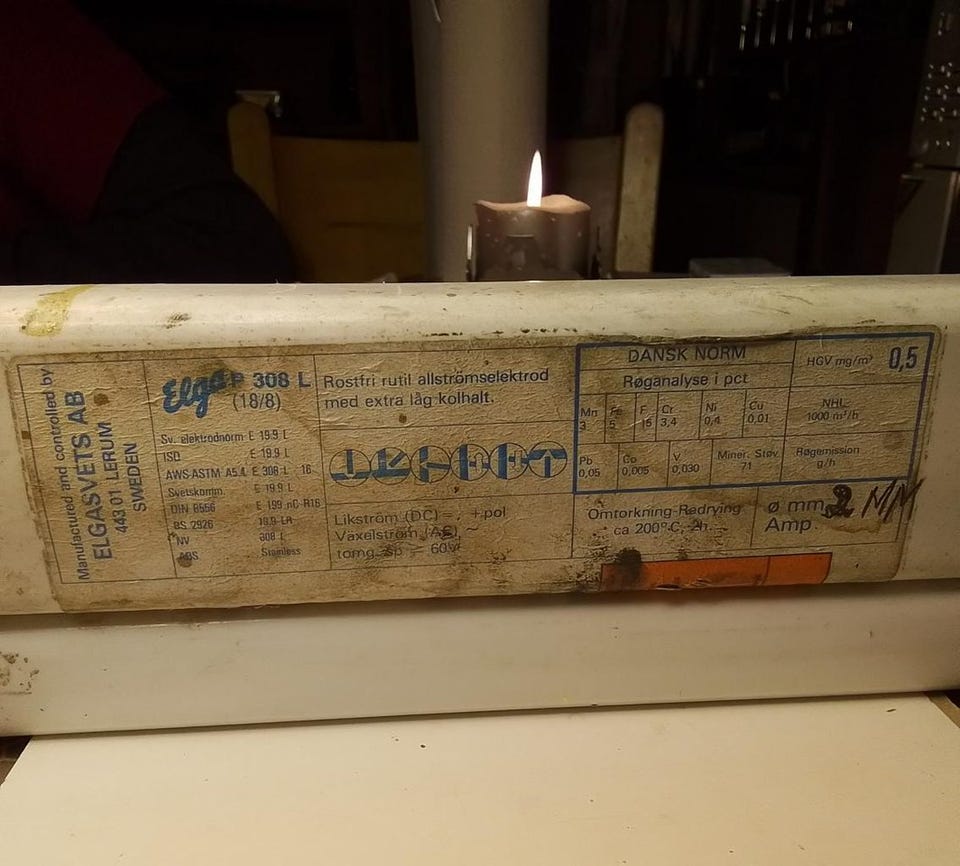 Manufactured and controlled by
ELGASVETS AB
443 01 LERUM
SWEDEN
Elga P 308 L
(18/8)
Sv. elektrodnorm E 19.9 L
ISO E 19.9 L
AWS-ASTM A5.4 E 308 L - 16
Svetskomm. E 19.9 L
DIN 8556 E 199 nC R16
BS 2926 19.9 LR
NV 308 L
ABS Stainless
Rostfri rutil allströmselektrod
med extra låg kolhalt.
Likström (DC) =, +pol
Växelström (AC), ~
tomg. sp = 60V
DANSK NORM
Røganalyse i pct
HGV mg/m³ 0,5
Mn Fe F Cr Ni Cu
3 5 15 3,4 0,4 0,01
NHL
1000 m³/h
Pb Co V Miner. Støv
0,05 0,005 0,030 71
Røgemission
g/h
Omtorkning-Redrying
ca 200°C, 2h
ø mm 2 MM
Amp.